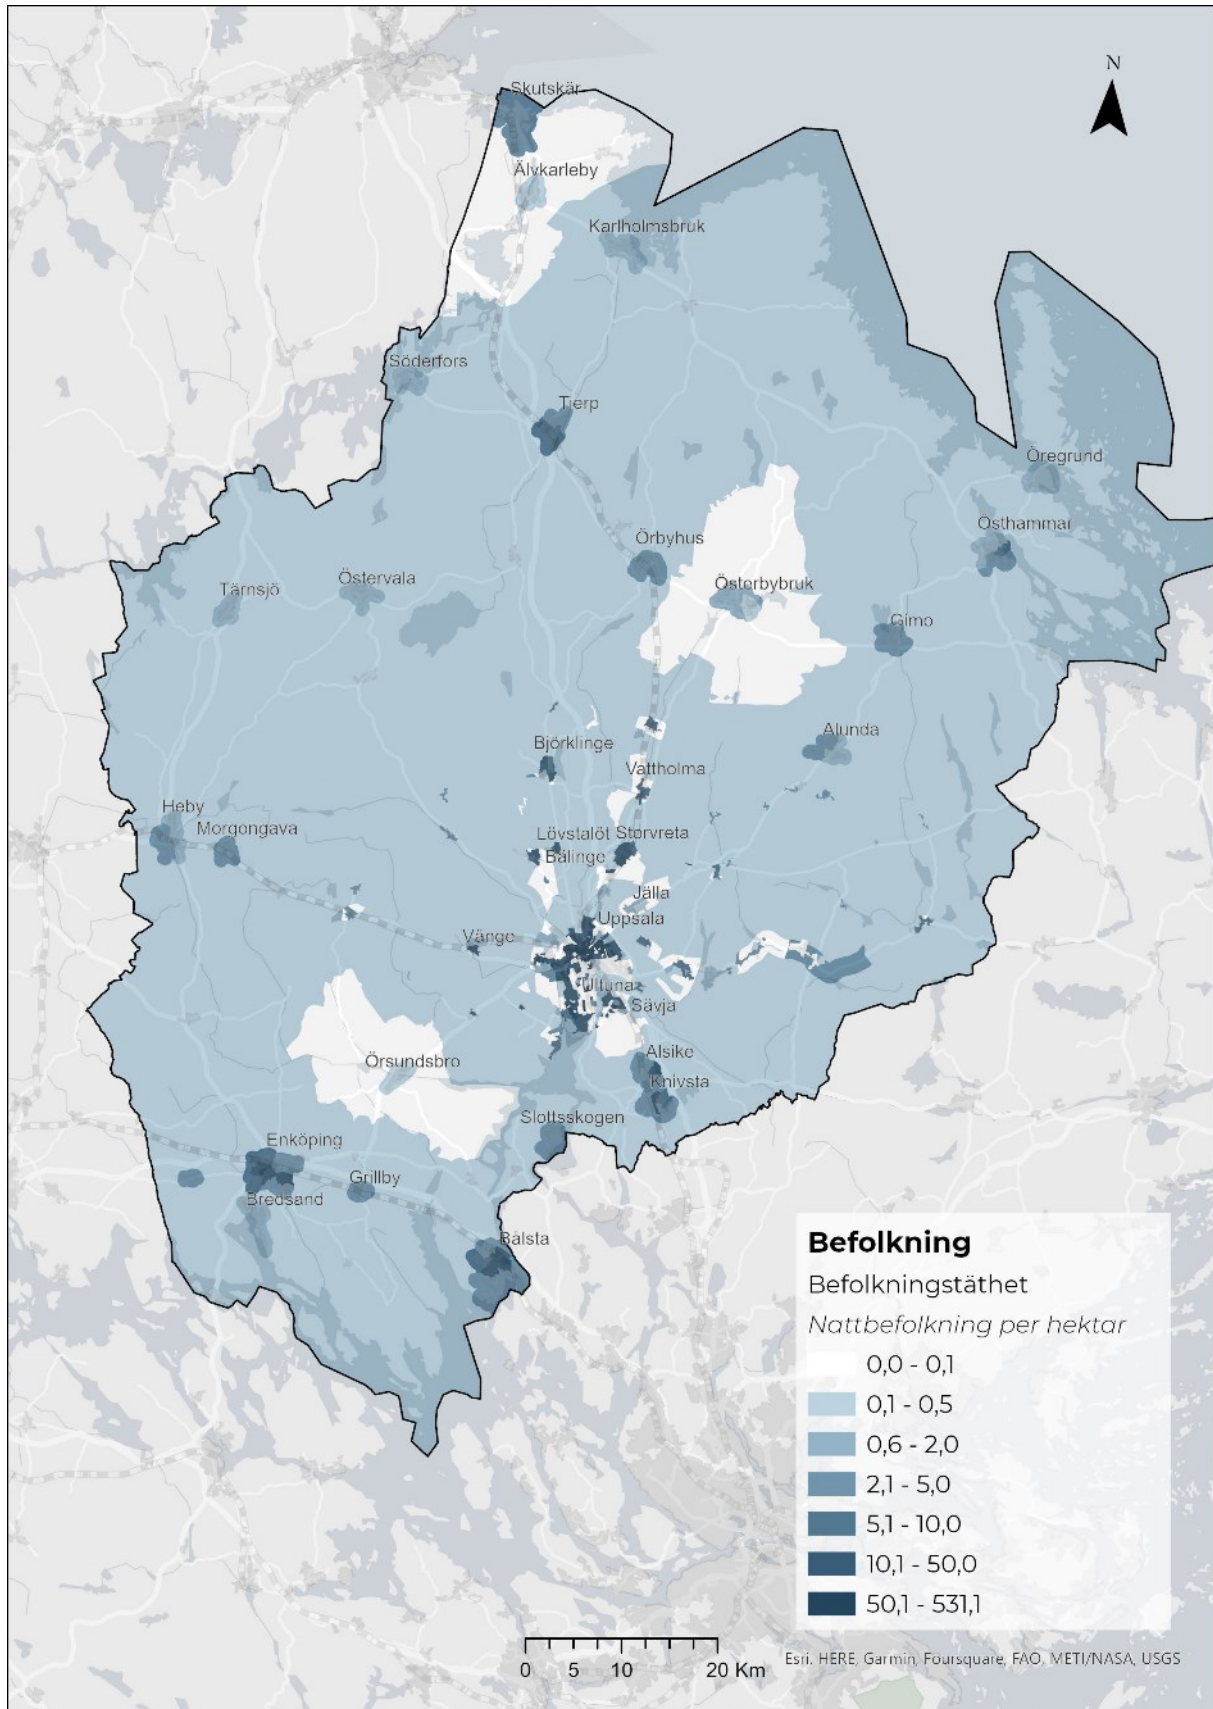 N
Skutskär
Älvkarleby
Karlholmsbruk
Söderfors
Tierp
Öregrund
Östhammar
Örbyhus
Österbybruk
Östervala
Tärnsjö
Gimo
Alunda
Björklinge
Vattholma
Heby
Morgongåva
Lövstalöt Storvreta
Bälinge
Jälla
Uppsala
Vänge
Ultuna
Sävja
Alsike
Knivsta
Örsundsbro
Slottsskogen
Enköping
Grillby
Bredsand
Bålsta
Befolkning
Befolkningstäthet
Nattbefolkning per hektar
0,0 - 0,1
0,1 - 0,5
0,6 - 2,0
2,1 - 5,0
5,1 - 10,0
10,1 - 50,0
50,1 - 531,1
0 5 10 20 Km
Esri, HERE, Garmin, Foursquare, FAO, METI/NASA, USGS